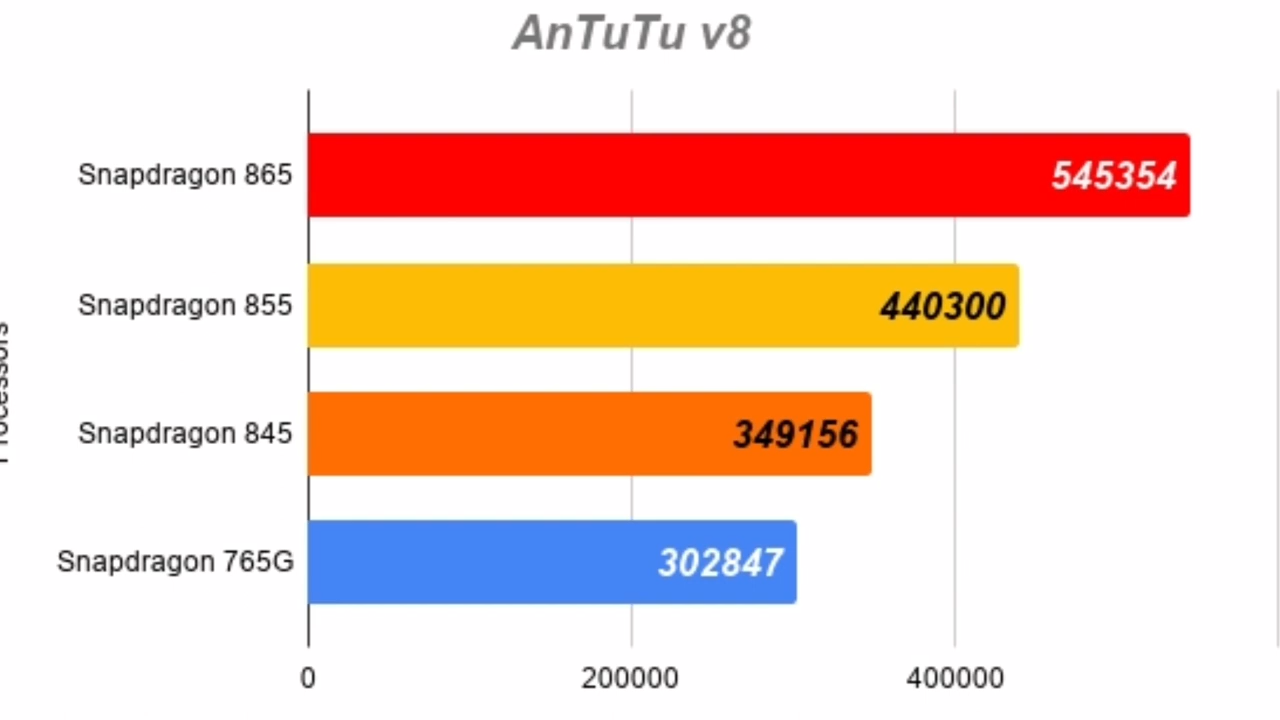 AnTuTu v8
Snapdragon 865
545354
Snapdragon 855
440300
Snapdragon 845
349156
Snapdragon 765G
302847
0
200000
400000